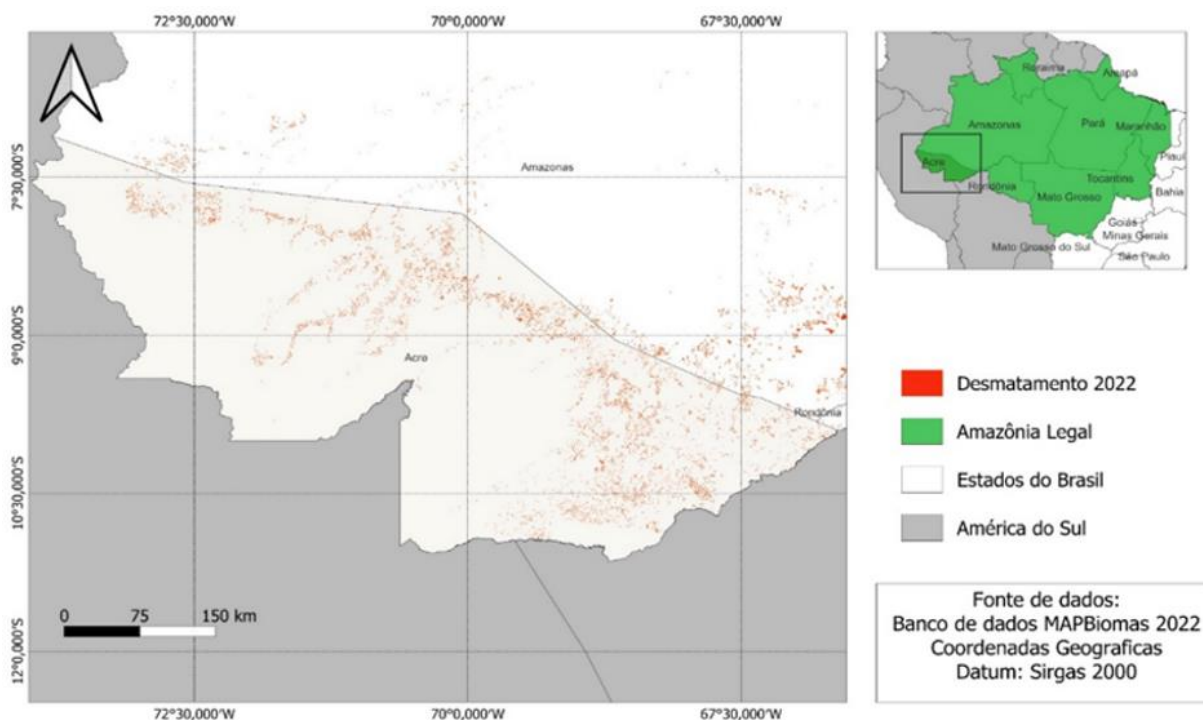 72°30,000'W 70°0,000'W 67°30,000'W
7°30,000'S
9°0,000'S
10°30,000'S
12°0,000'S
Amazonas
Acre
Rondônia
0 75 150 km
72°30,000'W 70°0,000'W 67°30,000'W
Roraima
Amapá
Amazonas
Pará
Maranhão
Piauí
Acre
Rondônia
Tocantins
Mato Grosso
Bahia
Goiás
Minas Gerais
Mato Grosso do Sul
São Paulo
Desmatamento 2022
Amazônia Legal
Estados do Brasil
América do Sul
Fonte de dados:
Banco de dados MAPBiomas 2022
Coordenadas Geograficas
Datum: Sirgas 2000